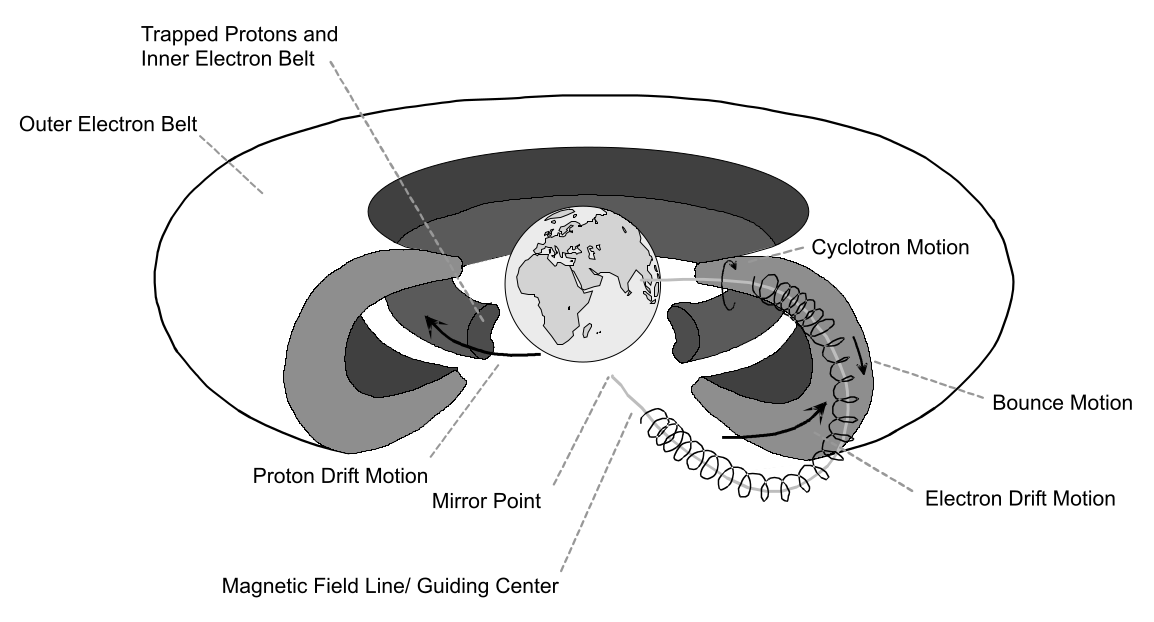 Trapped Protons and
Inner Electron Belt
Outer Electron Belt
Cyclotron Motion
Bounce Motion
Proton Drift Motion
Mirror Point
Electron Drift Motion
Magnetic Field Line/ Guiding Center